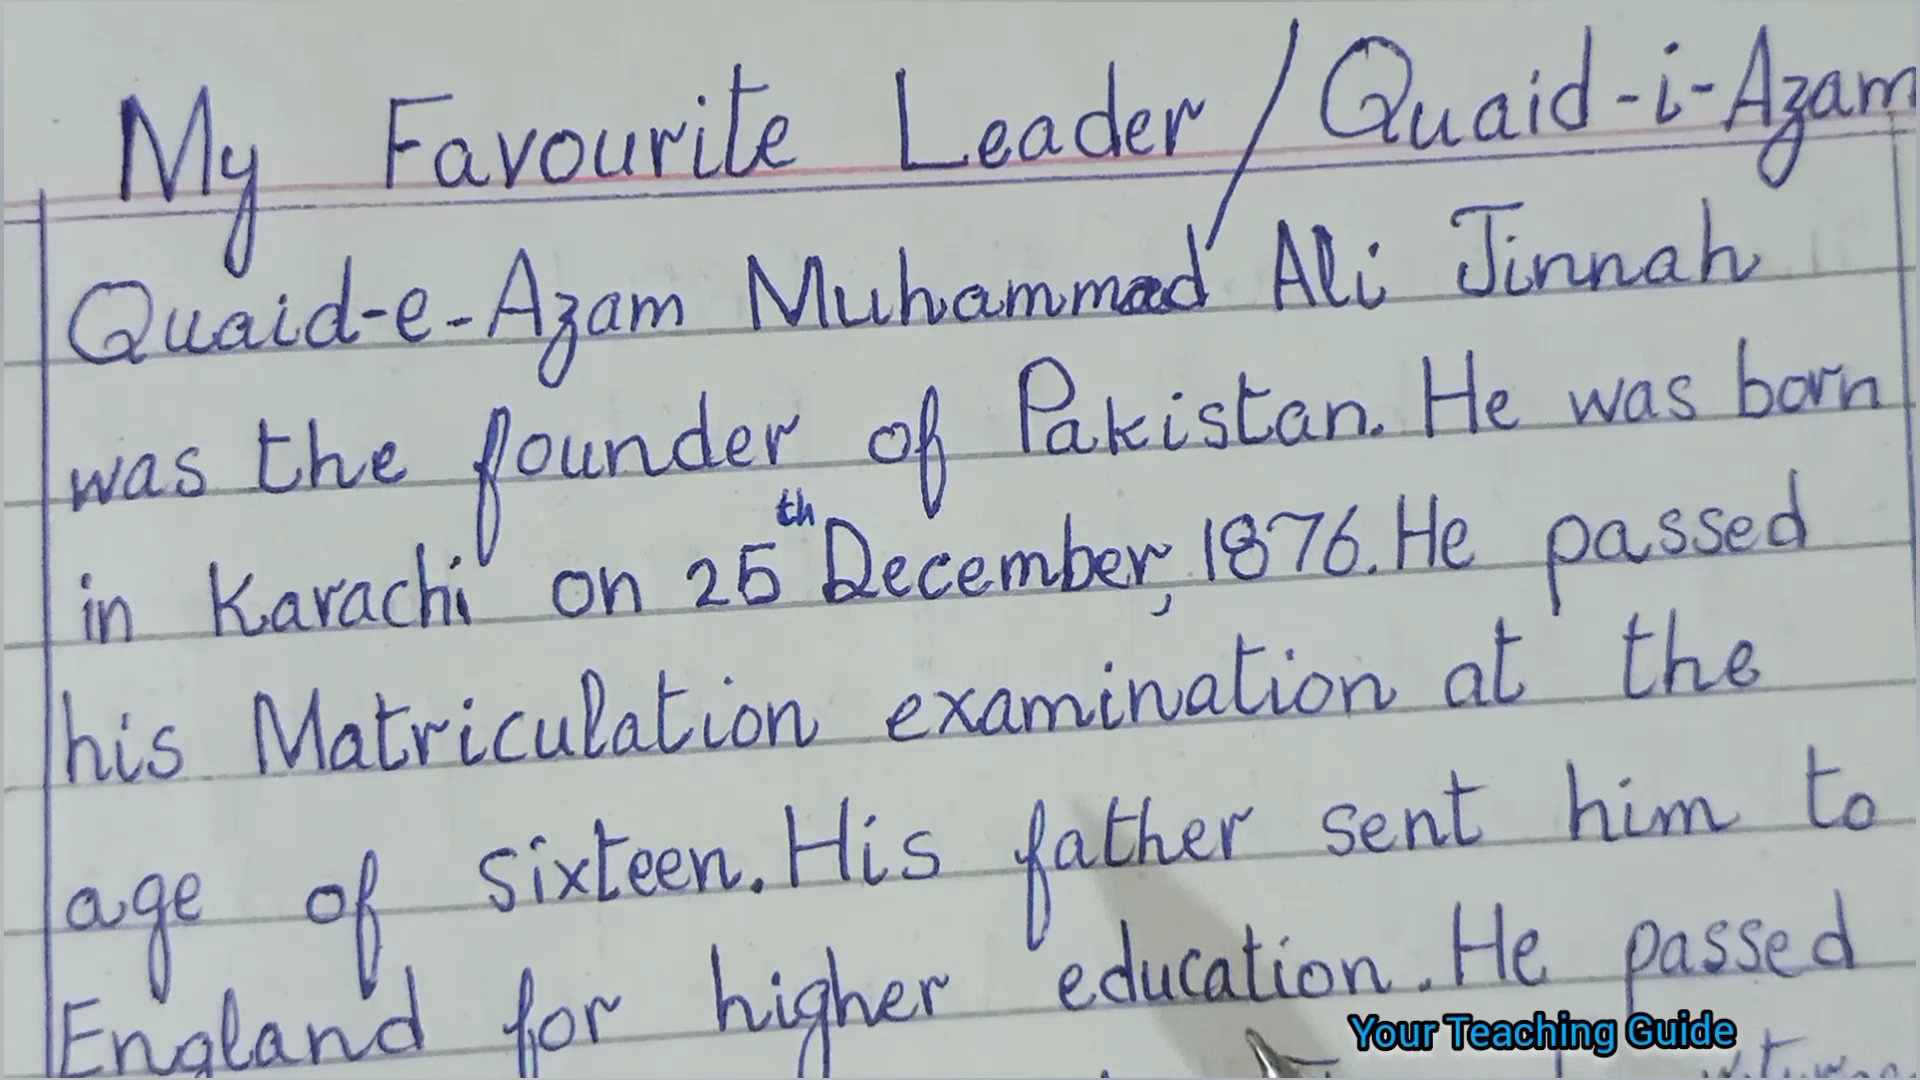 My Favourite Leader / Quaid-i-Azam
Quaid-e-Azam Muhammad Ali Jinnah
was the founder of Pakistan. He was born
in Karachi on 25th December, 1876. He passed
his Matriculation examination at the
age of sixteen. His father sent him to
England for higher education. He passed
Your Teaching Guide